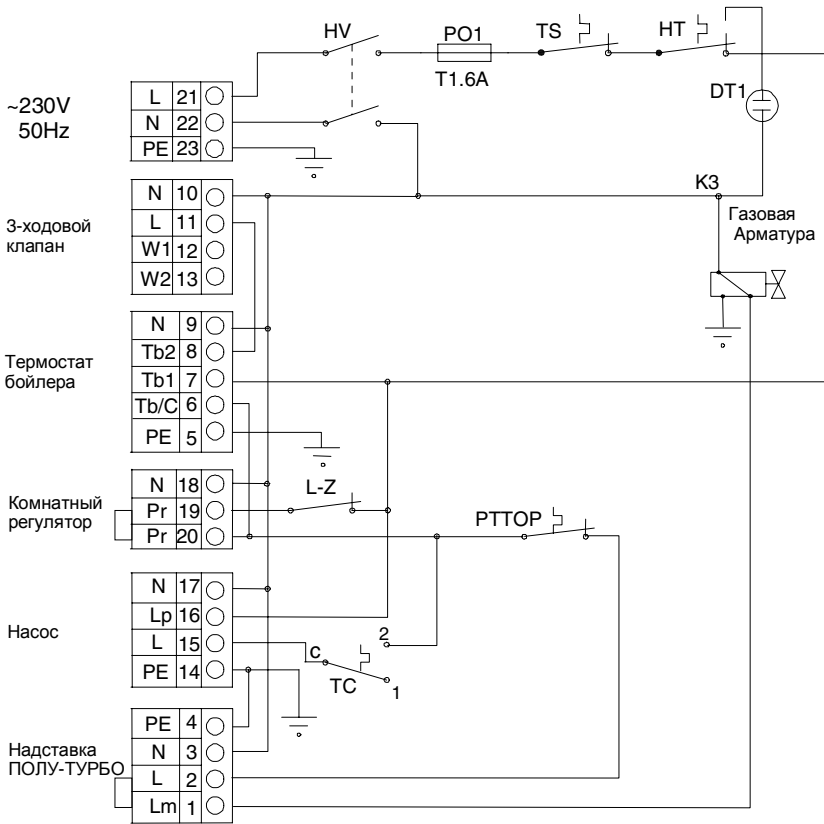 HV
PO1
TS
HT
T1.6A
DT1
~230V
50Hz
L 21
N 22
PE 23
K3
3-ходовой
клапан
N 10
L 11
W1 12
W2 13
Газовая
Арматура
Термостат
бойлера
N 9
Tb2 8
Tb1 7
Tb/C 6
PE 5
Комнатный
регулятор
N 18
Pr 19
Pr 20
L-Z
PTTOP
Насос
N 17
Lp 16
L 15
PE 14
2
C
TC
1
Надставка
ПОЛУ-ТУРБО
PE 4
N 3
L 2
Lm 1